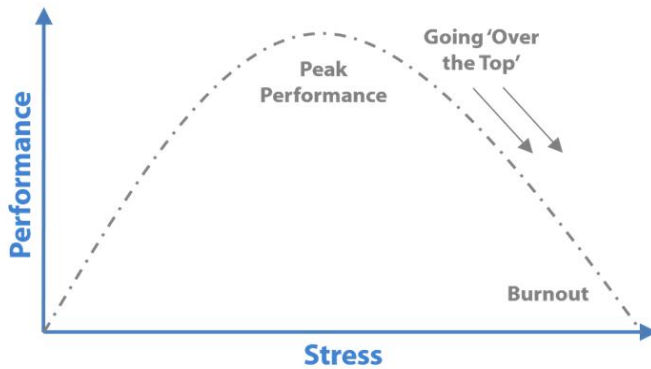 Going 'Over
the Top'
Peak
Performance
Performance
Burnout
Stress